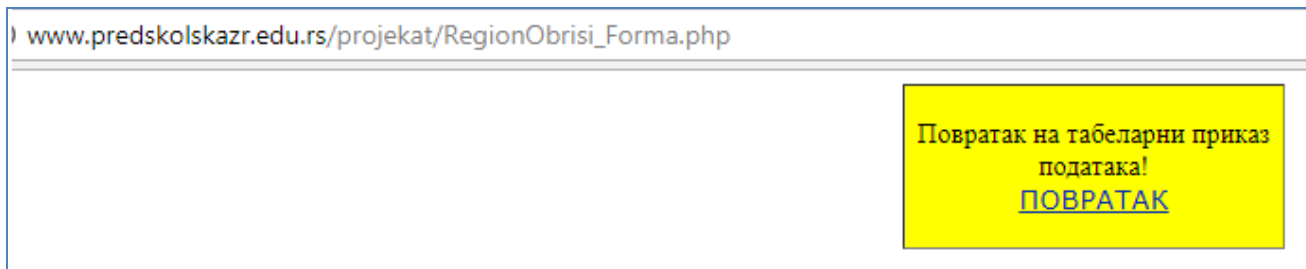 www.predskolskazr.edu.rs/projekat/RegionObrisi_Forma.php
Повратак на табеларни приказ
података!
ПОВРАТАК